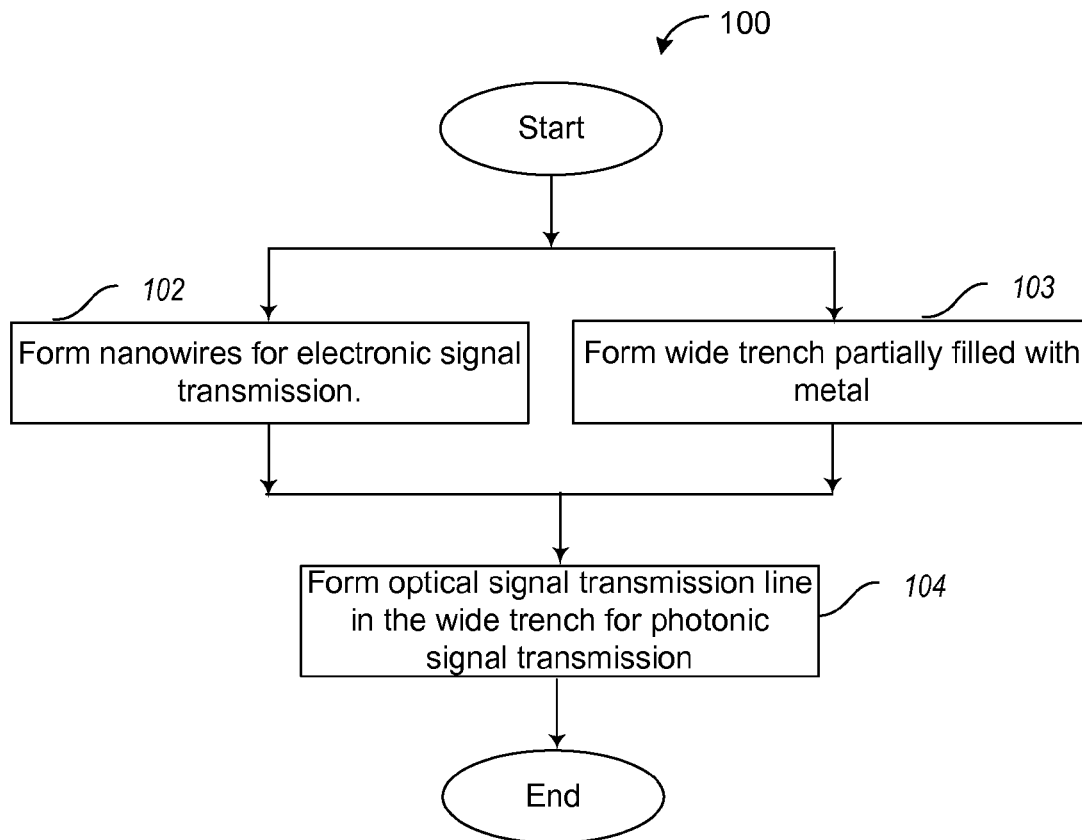 100
Start
102
103
Form nanowires for electronic signal
transmission.
Form wide trench partially filled with
metal
Form optical signal transmission line
in the wide trench for photonic
signal transmission
104
End